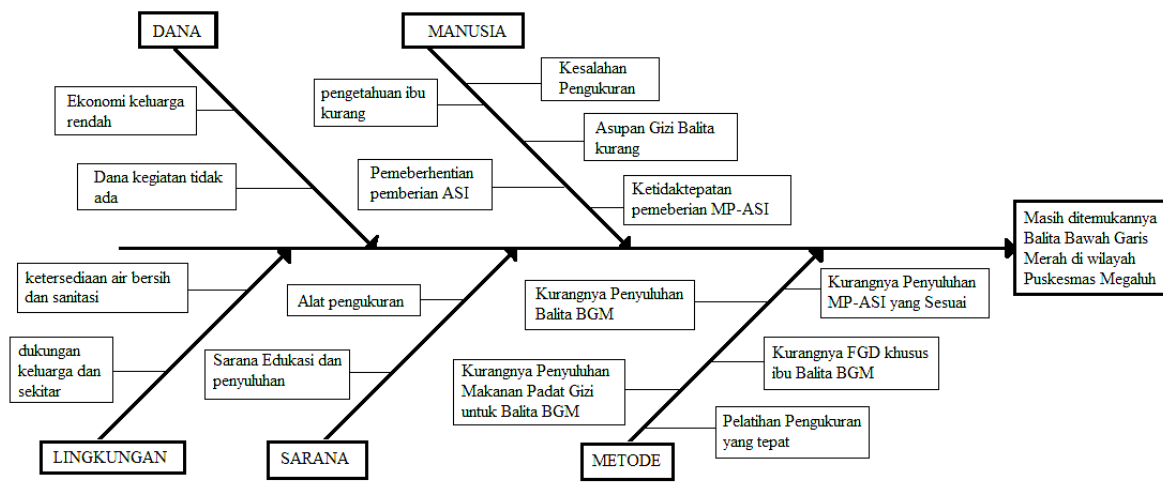 DANA
MANUSIA
Ekonomi keluarga
rendah
Dana kegiatan tidak
ada
pengetahuan ibu
kurang
Pemeberhentian
pemberian ASI
Kesalahan
Pengukuran
Asupan Gizi Balita
kurang
Ketidaktepatan
pemeberian MP-ASI
Masih ditemukannya
Balita Bawah Garis
Merah di wilayah
Puskesmas Megaluh
ketersediaan air bersih
dan sanitasi
dukungan
keluarga dan
sekitar
Alat pengukuran
Sarana Edukasi dan
penyuluhan
Kurangnya Penyuluhan
Balita BGM
Kurangnya Penyuluhan
Makanan Padat Gizi
untuk Balita BGM
Kurangnya Penyuluhan
MP-ASI yang Sesuai
Kurangnya FGD khusus
ibu Balita BGM
Pelatihan Pengukuran
yang tepat
LINGKUNGAN
SARANA
METODE